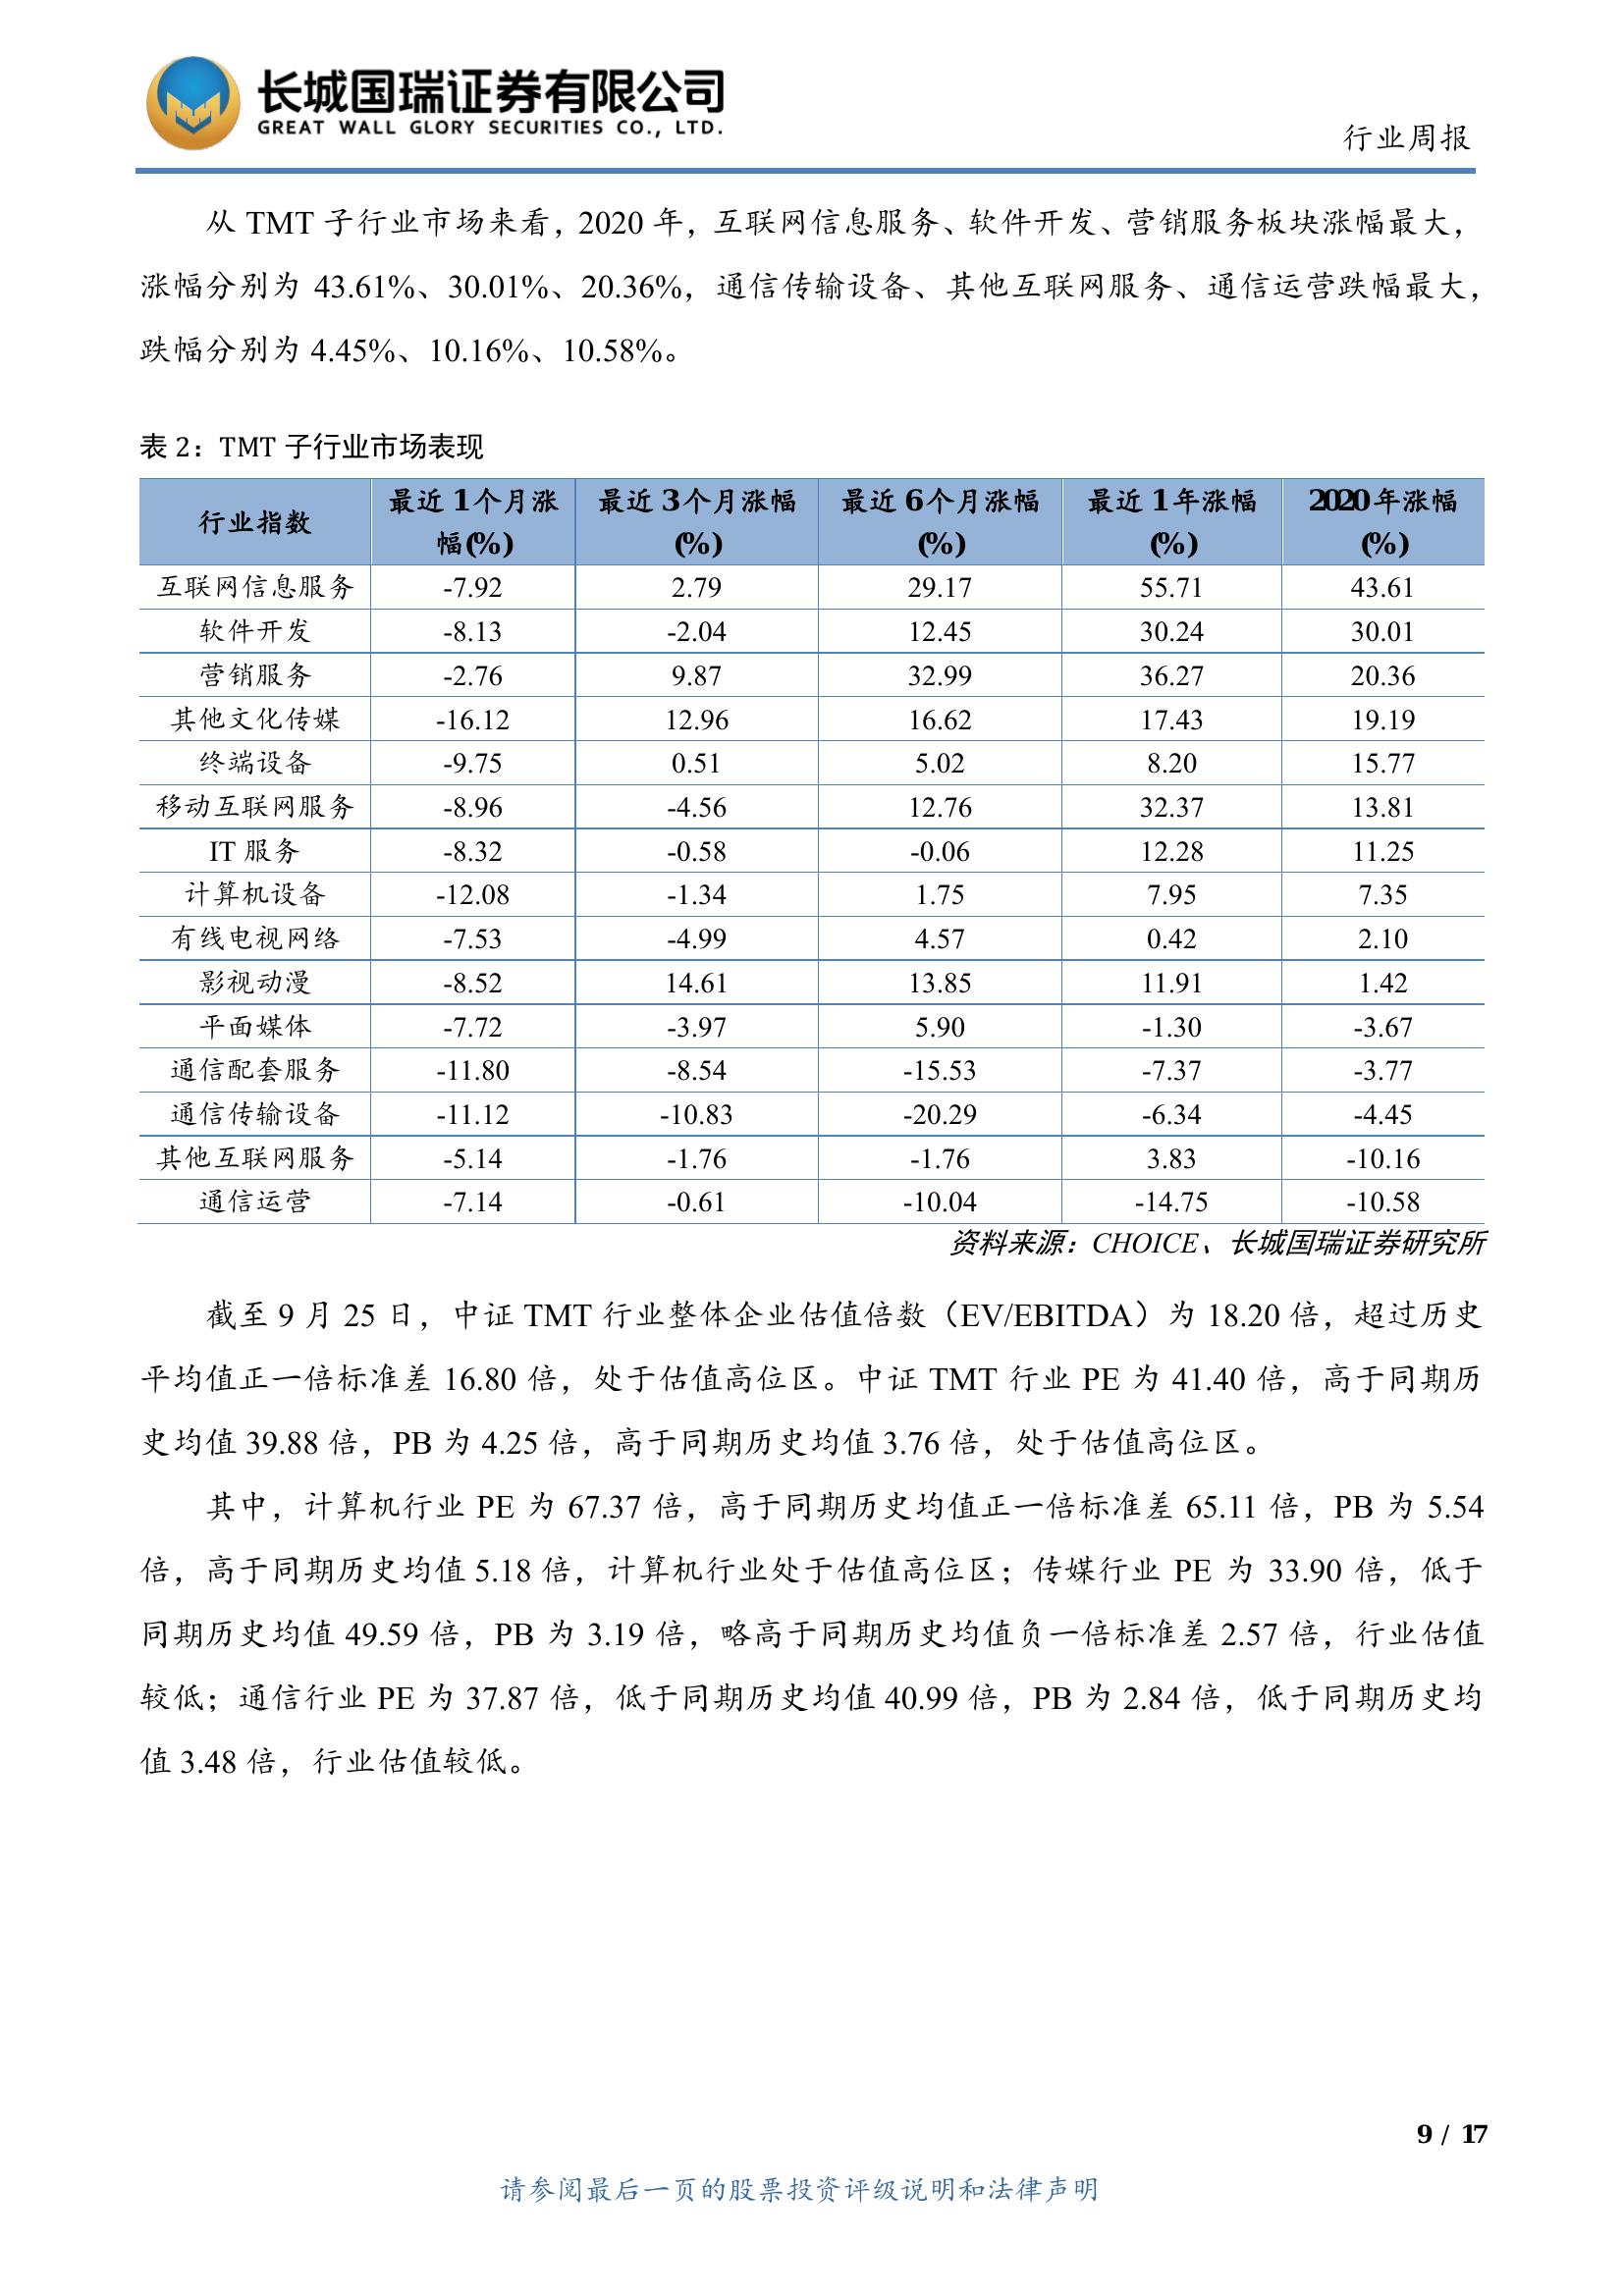 长城国瑞证券有限公司
GREAT WALL GLORY SECURITIES CO., LTD.
行业周报
从 TMT 子行业市场来看，2020 年，互联网信息服务、软件开发、营销服务板块涨幅最大，
涨幅分别为 43.61%、30.01%、20.36%，通信传输设备、其他互联网服务、通信运营跌幅最大，
跌幅分别为 4.45%、10.16%、10.58%。
表 2：TMT 子行业市场表现
行业指数 最近 1个月涨幅(%) 最近 3个月涨幅(%) 最近 6个月涨幅(%) 最近 1年涨幅(%) 2020年涨幅(%)
互联网信息服务 -7.92 2.79 29.17 55.71 43.61
软件开发 -8.13 -2.04 12.45 30.24 30.01
营销服务 -2.76 9.87 32.99 36.27 20.36
其他文化传媒 -16.12 12.96 16.62 17.43 19.19
终端设备 -9.75 0.51 5.02 8.20 15.77
移动互联网服务 -8.96 -4.56 12.76 32.37 13.81
IT 服务 -8.32 -0.58 -0.06 12.28 11.25
计算机设备 -12.08 -1.34 1.75 7.95 7.35
有线电视网络 -7.53 -4.99 4.57 0.42 2.10
影视动漫 -8.52 14.61 13.85 11.91 1.42
平面媒体 -7.72 -3.97 5.90 -1.30 -3.67
通信配套服务 -11.80 -8.54 -15.53 -7.37 -3.77
通信传输设备 -11.12 -10.83 -20.29 -6.34 -4.45
其他互联网服务 -5.14 -1.76 -1.76 3.83 -10.16
通信运营 -7.14 -0.61 -10.04 -14.75 -10.58
资料来源：CHOICE、长城国瑞证券研究所
截至 9 月 25 日，中证 TMT 行业整体企业估值倍数（EV/EBITDA）为 18.20 倍，超过历史
平均值正一倍标准差 16.80 倍，处于估值高位区。中证 TMT 行业 PE 为 41.40 倍，高于同期历
史均值 39.88 倍，PB 为 4.25 倍，高于同期历史均值 3.76 倍，处于估值高位区。
其中，计算机行业 PE 为 67.37 倍，高于同期历史均值正一倍标准差 65.11 倍，PB 为 5.54
倍，高于同期历史均值 5.18 倍，计算机行业处于估值高位区；传媒行业 PE 为 33.90 倍，低于
同期历史均值 49.59 倍，PB 为 3.19 倍，略高于同期历史均值负一倍标准差 2.57 倍，行业估值
较低；通信行业 PE 为 37.87 倍，低于同期历史均值 40.99 倍，PB 为 2.84 倍，低于同期历史均
值 3.48 倍，行业估值较低。
9 / 17
请参阅最后一页的股票投资评级说明和法律声明